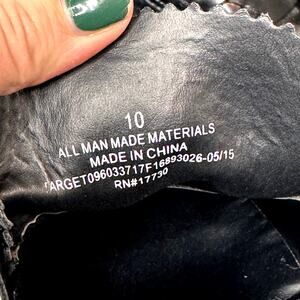 10
ALL MAN MADE MATERIALS
MADE IN CHINA
TARGET096033717F16893026-05/15
RN#17730